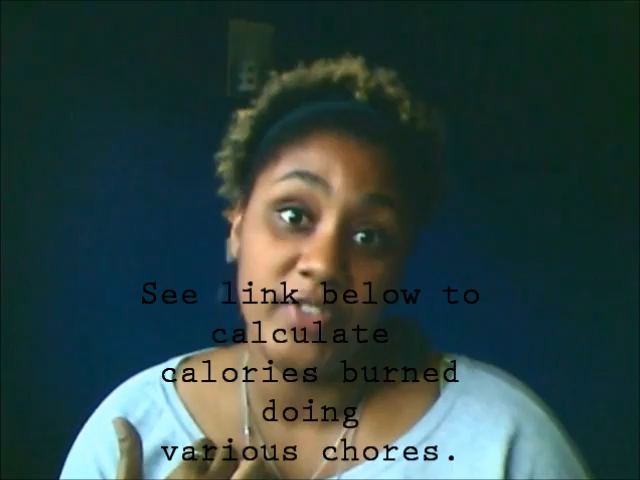 See link below to
calculate
calories burned
doing
various chores.